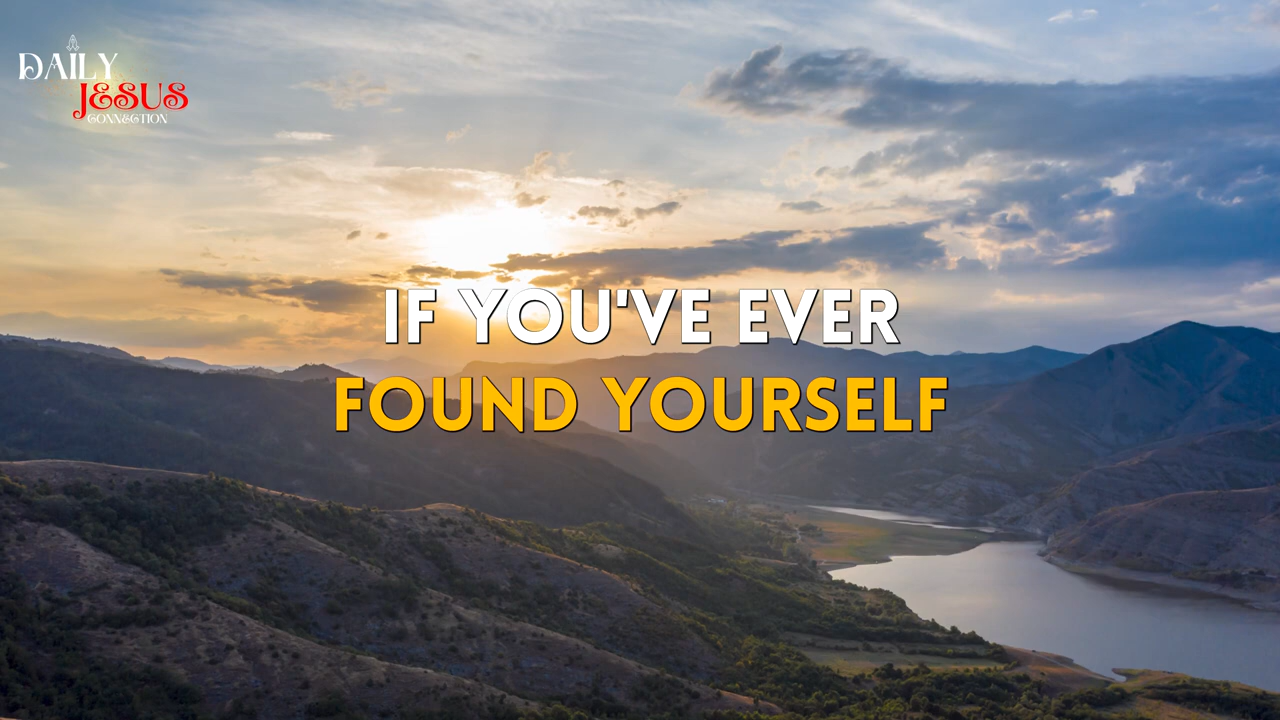 DAILY
JESUS
CONNECTION
IF YOU'VE EVER
FOUND YOURSELF